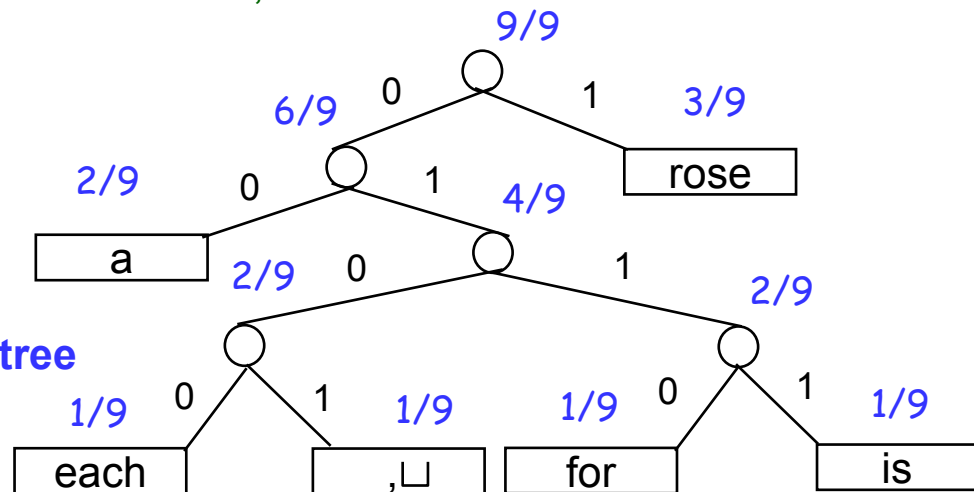 9/9
0 1
6/9 3/9
rose
2/9 0 1 4/9
a
2/9 0 1 2/9
tree
1/9 0 1 1/9 1/9 0 1 1/9
each ,⊔ for is